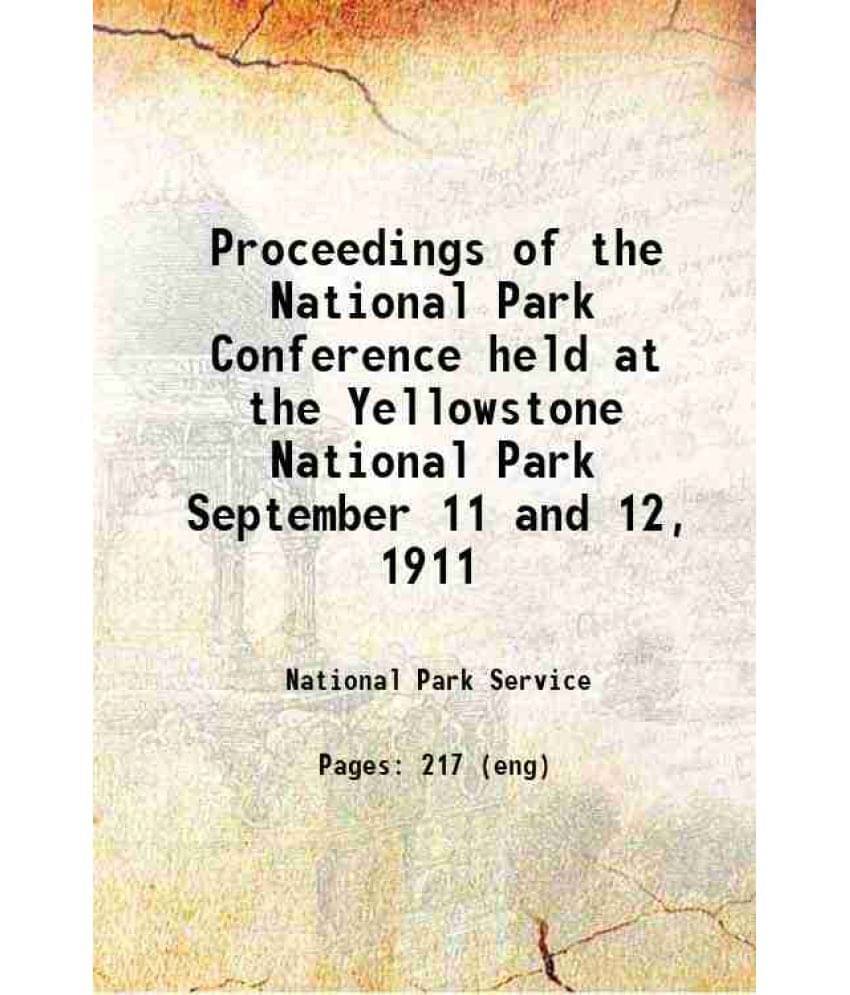 Proceedings of the
National Park
Conference held at
the Yellowstone
National Park
September 11 and 12,
1911
National Park Service
Pages: 217 (eng)